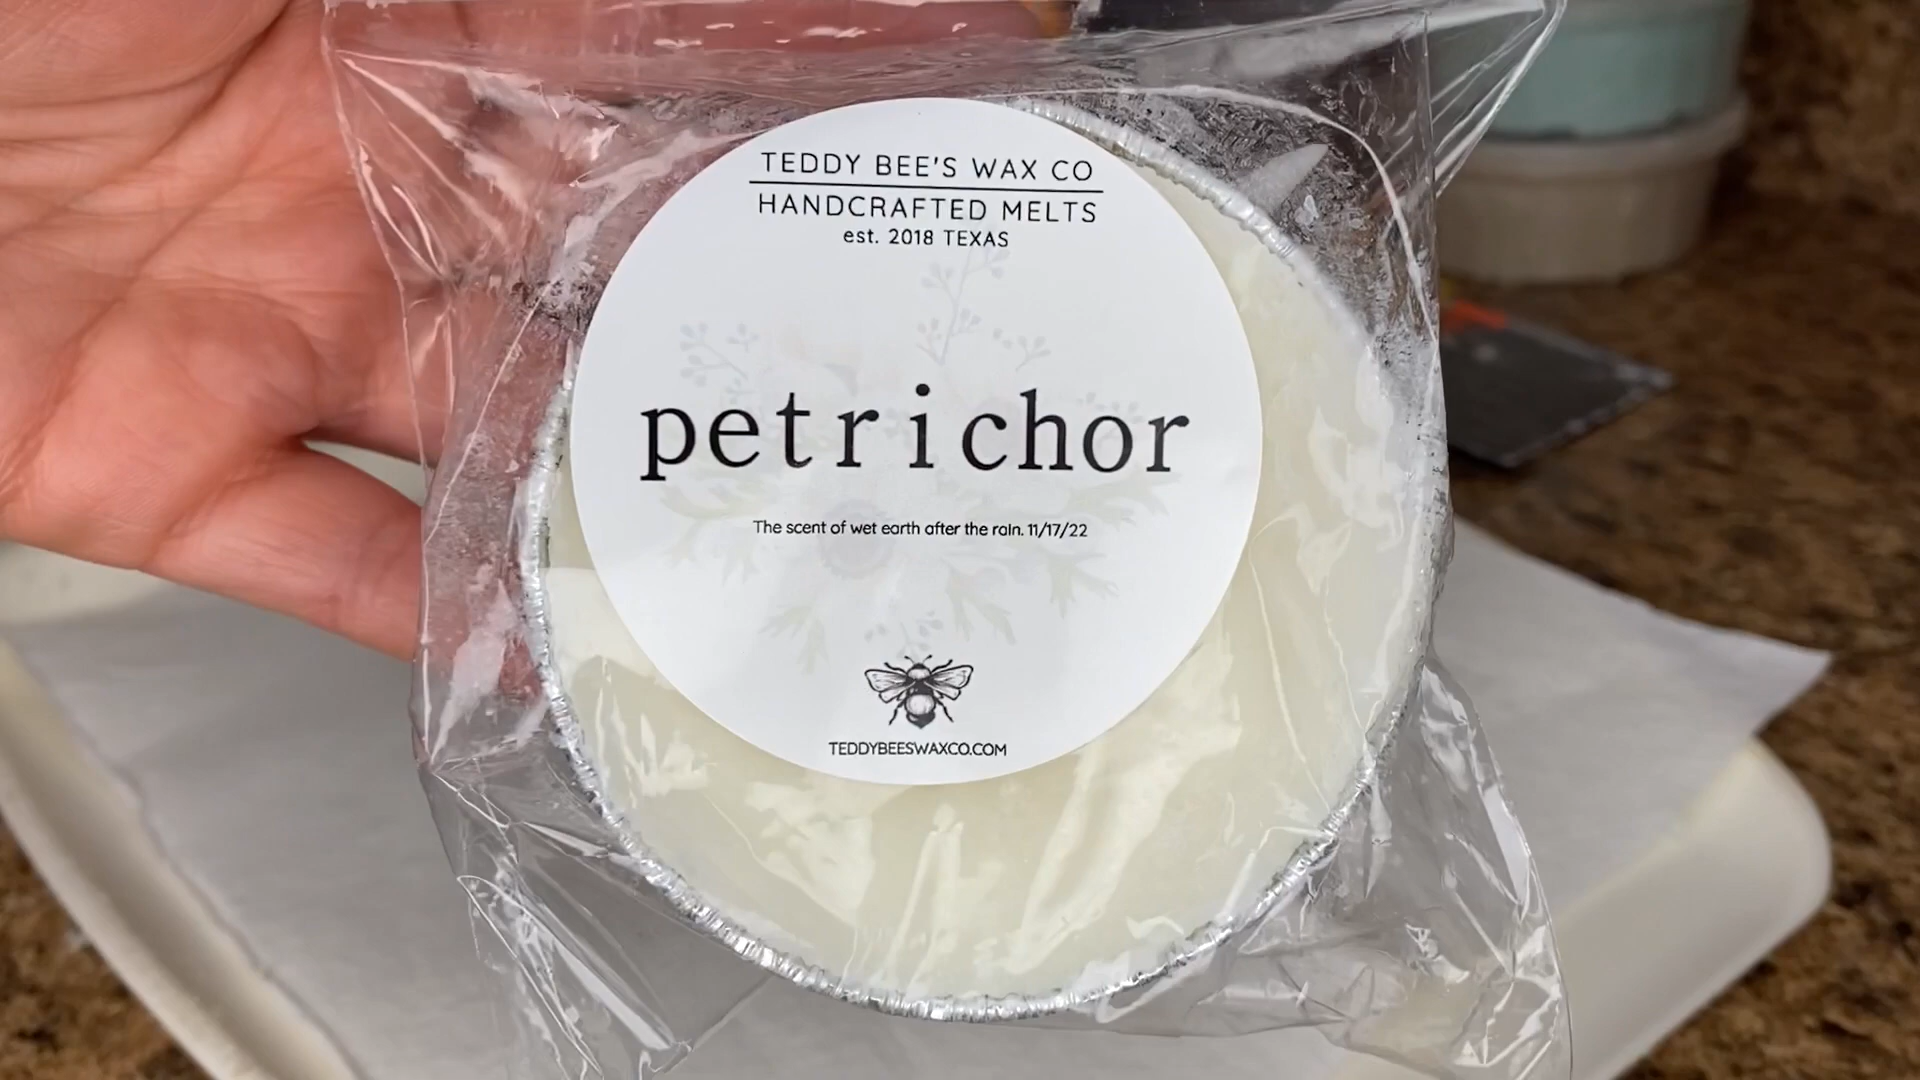 TEDDY BEE'S WAX CO
HANDCRAFTED MELTS
est. 2018 TEXAS
petrichor
The scent of wet earth after the rain. 11/17/22
TEDDYBEESWAXCO.COM